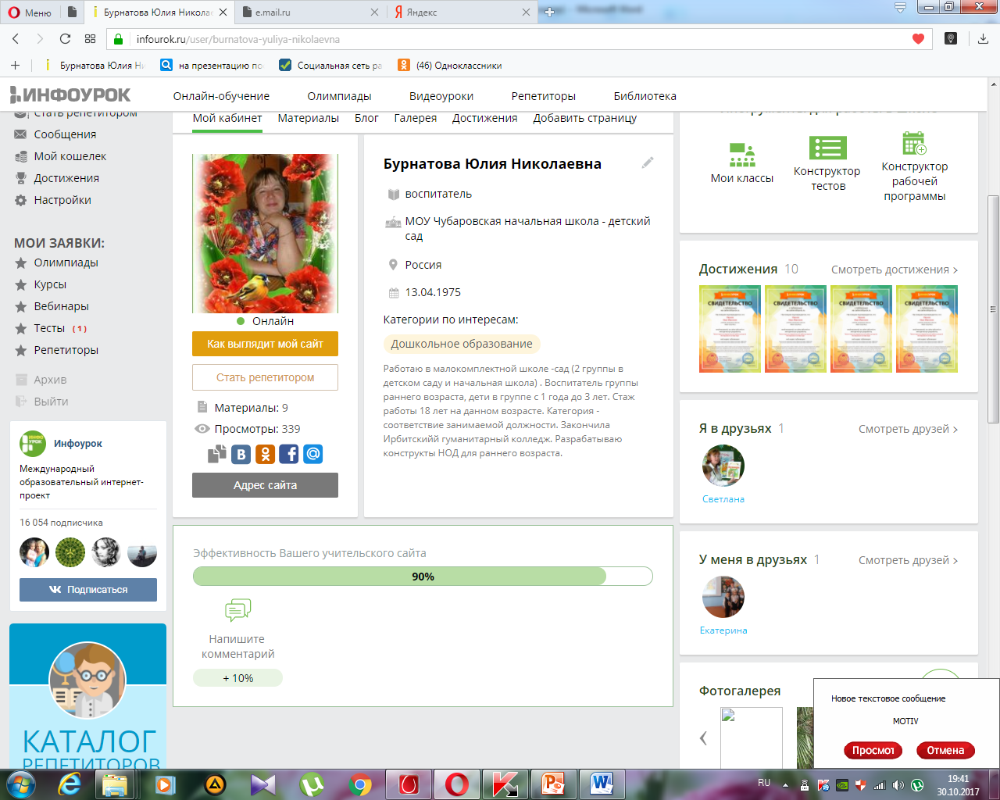 Меню
Бурнатова Юлия Николае
e.mail.ru
Яндекс
infourok.ru/user/burnatova-yuliya-nikolaevna
Бурнатова Юлия Ни
на презентацию по
Социальная сеть ра
(46) Одноклассники
ИНФОУРОК
Онлайн-обучение
Олимпиады
Видеоуроки
Репетиторы
Библиотека
Стать репетитором
Сообщения
Мой кошелек
Достижения
Настройки
МОИ ЗАЯВКИ:
Олимпиады
Курсы
Вебинары
Тесты (1)
Репетиторы
Архив
Выйти
ИНФО
УРОК
Инфоурок
Международный
образовательный интернет-
проект
16 054 подписчика
Подписаться
КАТАЛОГ
РЕПЕТИТОРОВ
Мой кабинет
Материалы
Блог
Галерея
Достижения
Добавить страницу
Онлайн
Как выглядит мой сайт
Стать репетитором
Материалы: 9
Просмотры: 339
Адрес сайта
Бурнатова Юлия Николаевна
воспитатель
МОУ Чубаровская начальная школа - детский
сад
Россия
13.04.1975
Категории по интересам:
Дошкольное образование
Работаю в малокомплектной школе -сад (2 группы в
детском саду и начальная школа) . Воспитатель группы
раннего возраста, дети в группе с 1 года до 3 лет. Стаж
работы 18 лет на данном возрасте. Категория -
соответствие занимаемой должности. Закончила
Ирбитскийй гуманитарный колледж. Разрабатываю
конструкты НОД для раннего возраста.
Эффективность Вашего учительского сайта
90%
Напишите
комментарий
+ 10%
Мои классы
Конструктор
тестов
Конструктор
рабочей
программы
Достижения 10
Смотреть достижения >
СВИДЕТЕЛЬСТВО
СВИДЕТЕЛЬСТВО
СВИДЕТЕЛЬСТВО
СВИДЕТЕЛЬСТВО
Я в друзьях 1
Смотреть друзей >
Светлана
У меня в друзьях 1
Смотреть друзей >
Екатерина
Фотогалерея
Новое текстовое сообщение
MOTIV
Просмот
Отмена
RU
19:41
30.10.2017